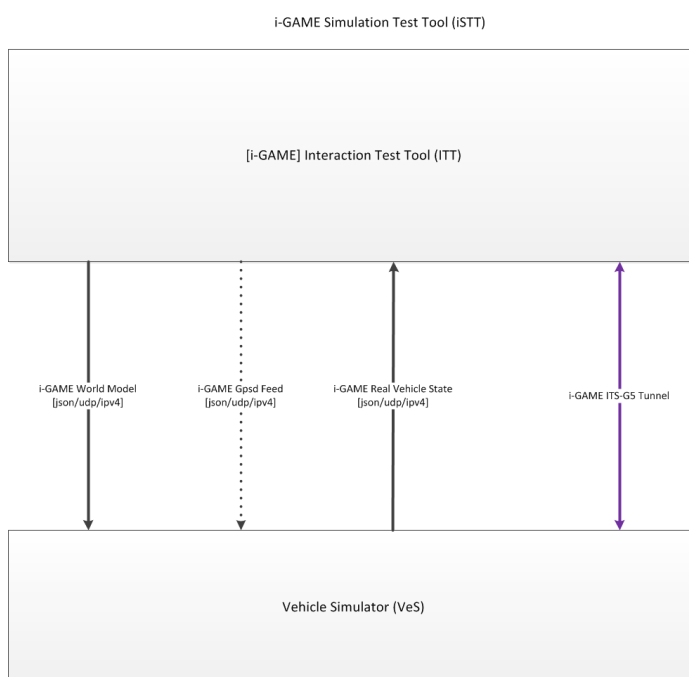 i-GAME Simulation Test Tool (iSTT)
[i-GAME] Interaction Test Tool (ITT)
i-GAME World Model
[json/udp/ipv4]
i-GAME Gpsd Feed
[json/udp/ipv4]
i-GAME Real Vehicle State
[json/udp/ipv4]
i-GAME ITS-G5 Tunnel
Vehicle Simulator (VeS)